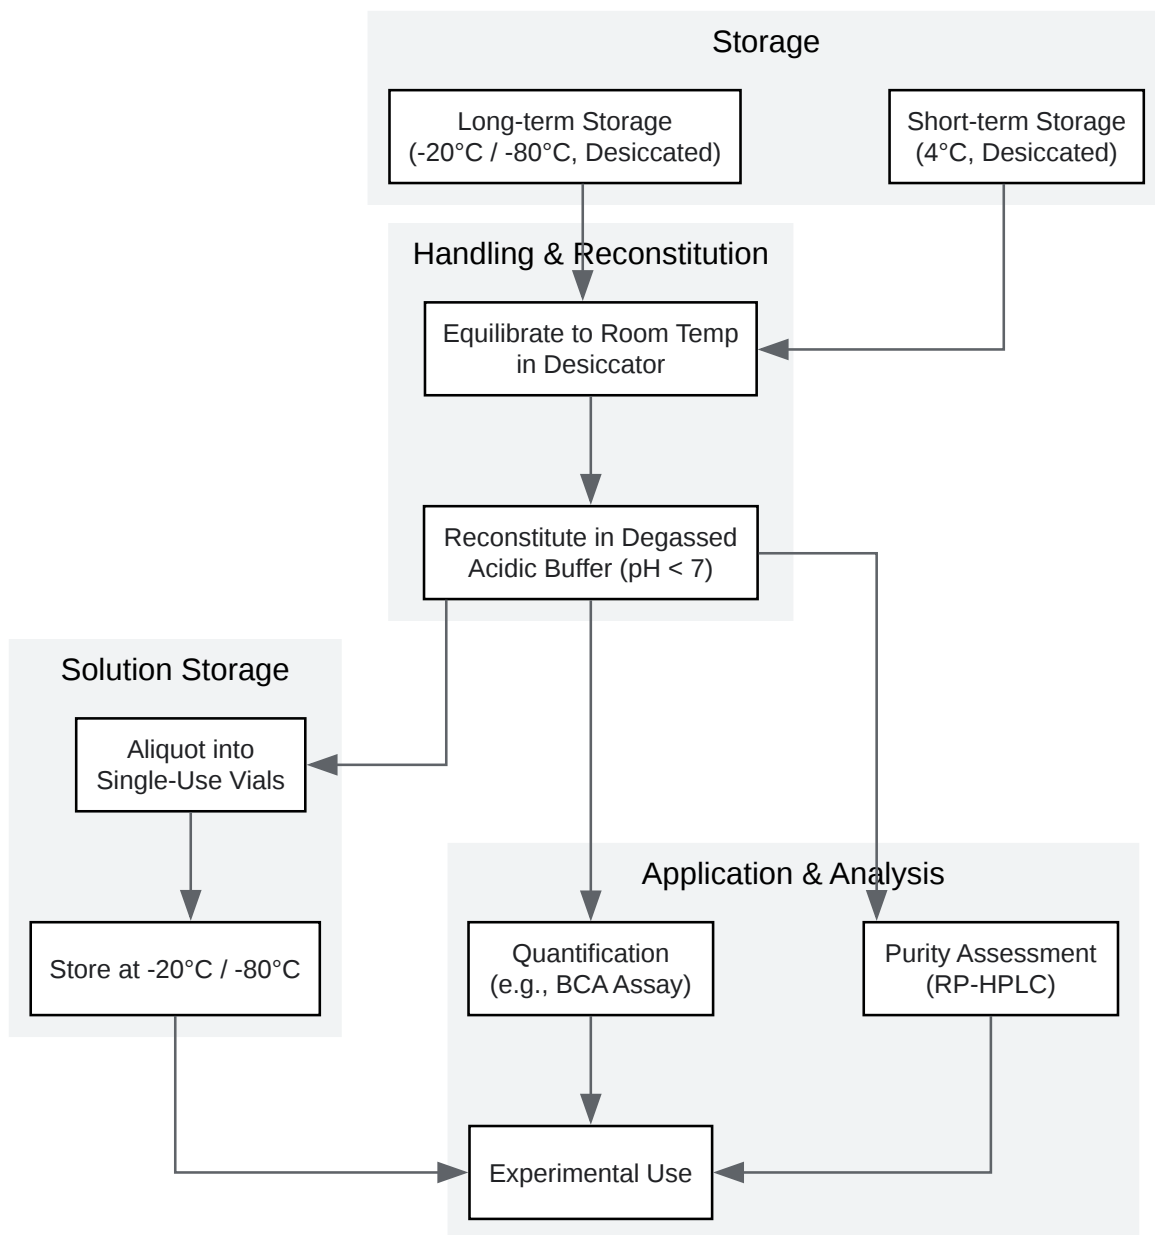 Storage
Long-term Storage
(-20°C / -80°C, Desiccated)
Short-term Storage
(4°C, Desiccated)
Handling & Reconstitution
Equilibrate to Room Temp
in Desiccator
Reconstitute in Degassed
Acidic Buffer (pH < 7)
Solution Storage
Aliquot into
Single-Use Vials
Store at -20°C / -80°C
Application & Analysis
Quantification
(e.g., BCA Assay)
Purity Assessment
(RP-HPLC)
Experimental Use